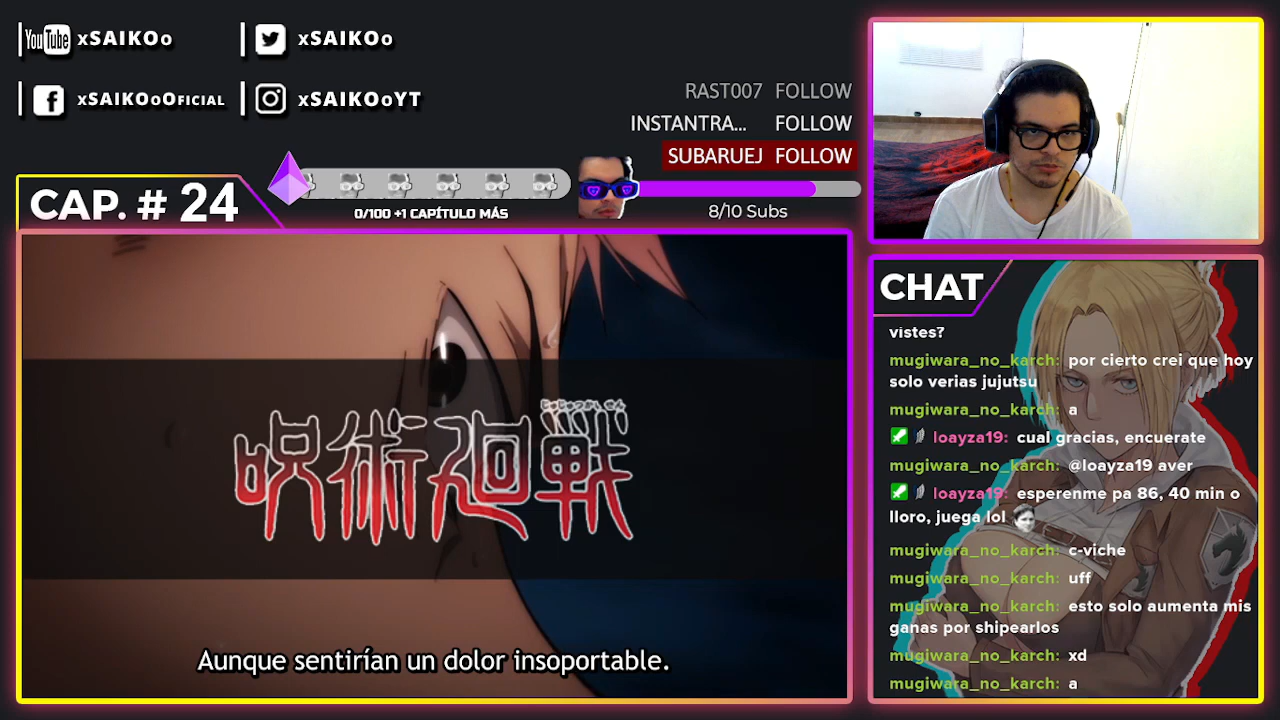 YouTube xSAIKOo
xSAIKOo
xSAIKOoOficial
xSAIKOoYT
RAST007 FOLLOW
INSTANTRA... FOLLOW
SUBARUEJ FOLLOW
CAP. # 24
0/100 +1 CAPÍTULO MÁS
8/10 Subs
呪術廻戦
Aunque sentirían un dolor insoportable.
CHAT
vistes?
mugiwara_no_karch: por cierto crei que hoy
solo verias jujutsu
mugiwara_no_karch: a
loayza19: cual gracias, encuerate
mugiwara_no_karch: @loayza19 aver
loayza19: esperenme pa 86, 40 min o
lloro, juega lol
mugiwara_no_karch: c-viche
mugiwara_no_karch: uff
mugiwara_no_karch: esto solo aumenta mis
ganas por shipearlos
mugiwara_no_karch: xd
mugiwara_no_karch: a